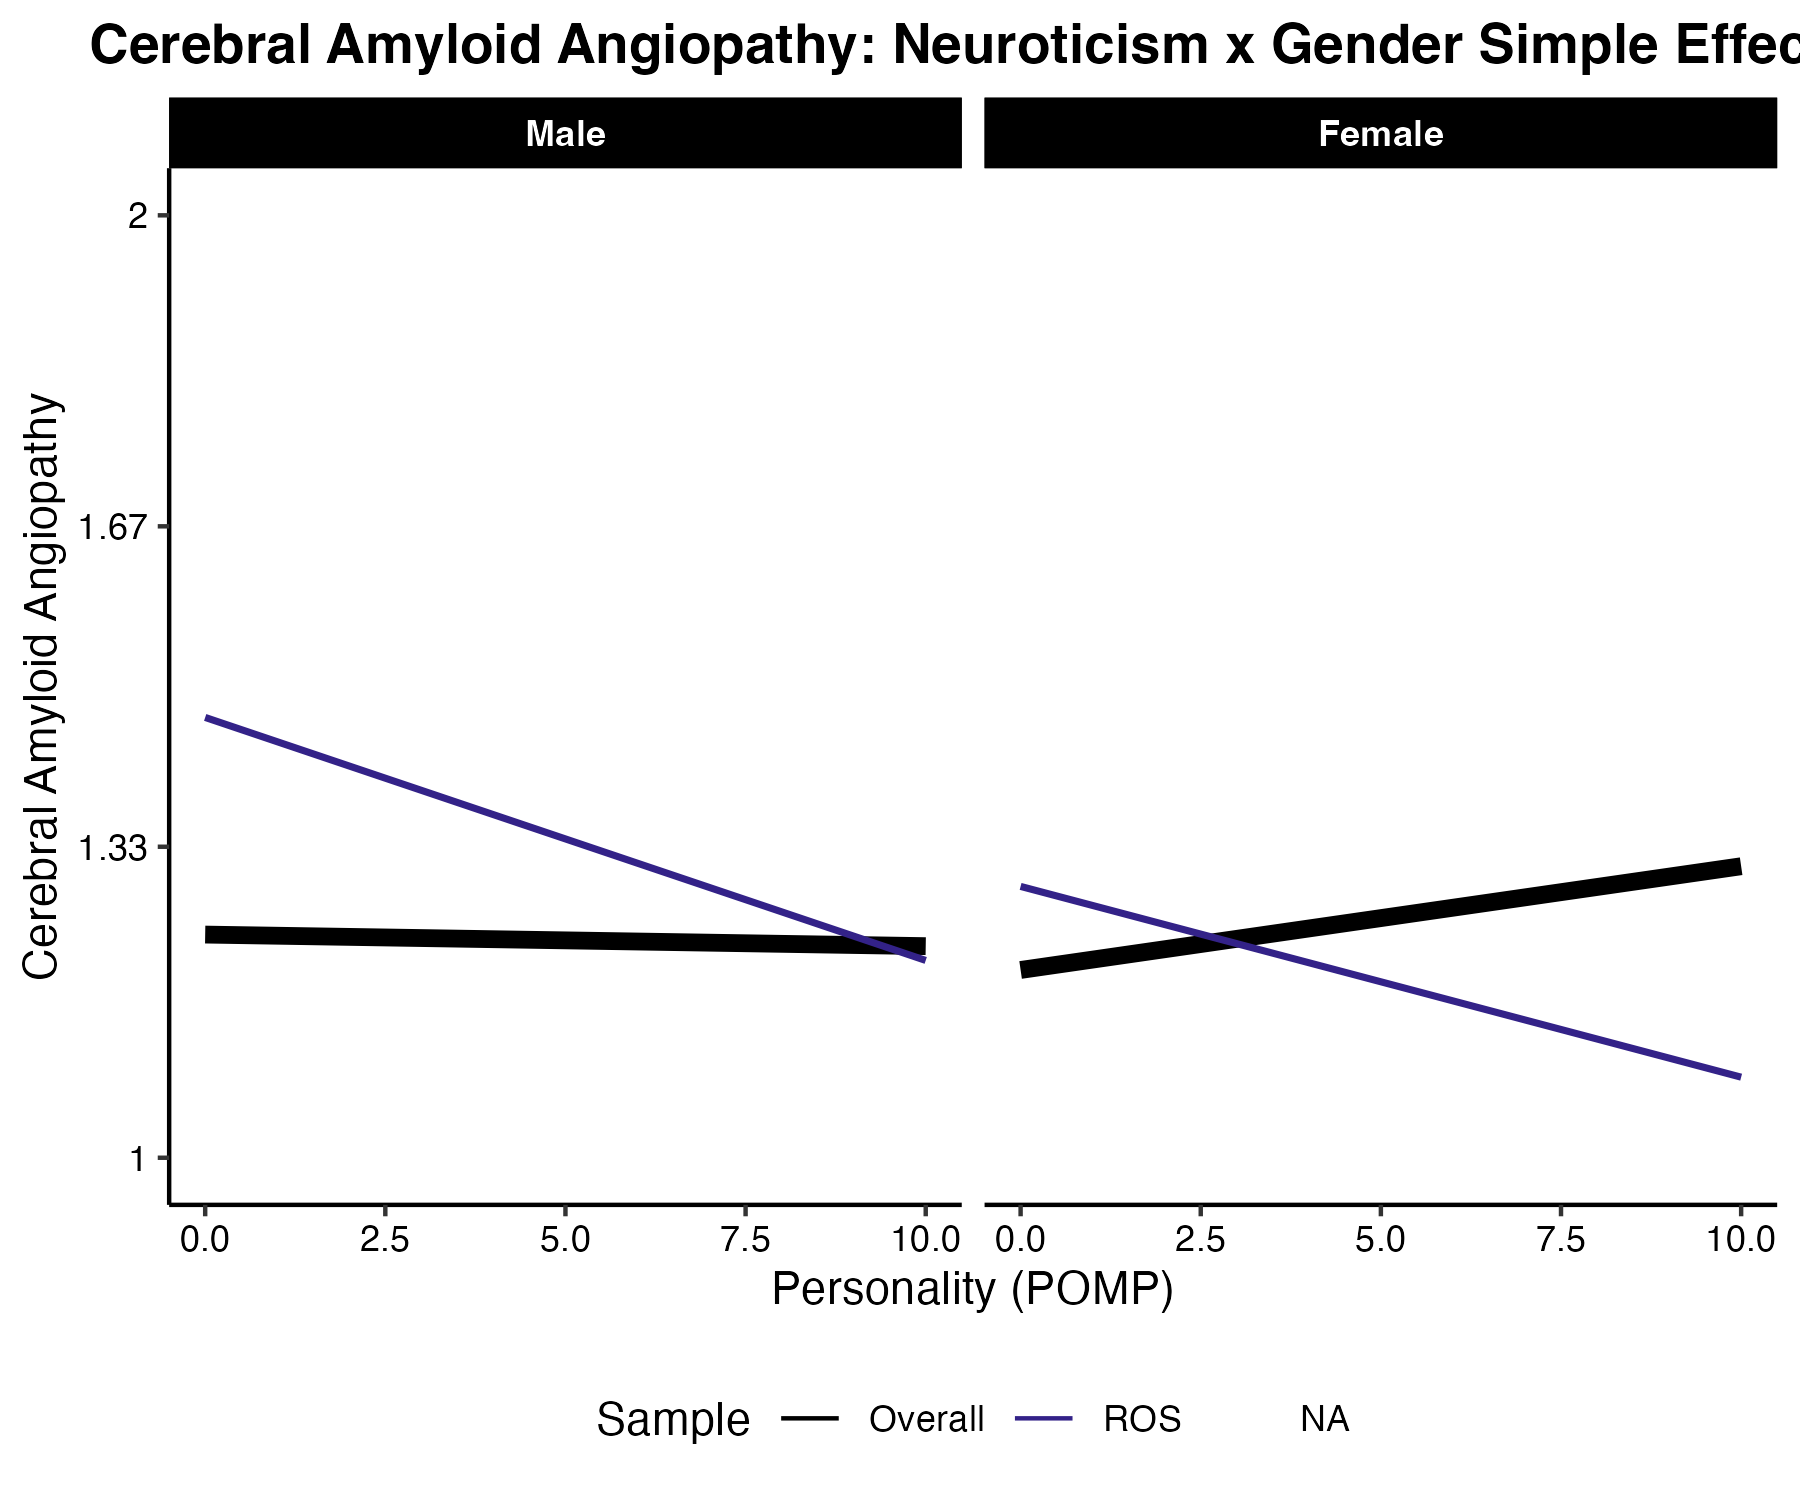 Cerebral Amyloid Angiopathy: Neuroticism x Gender Simple Effec
Male
Female
Cerebral Amyloid Angiopathy
2
1.67
1.33
1
0.0 2.5 5.0 7.5 10.0
0.0 2.5 5.0 7.5 10.0
Personality (POMP)
Sample Overall ROS NA